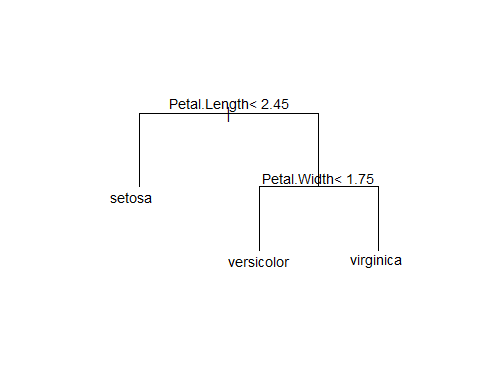 Petal.Length< 2.45
Petal.Width< 1.75
setosa
versicolor
virginica